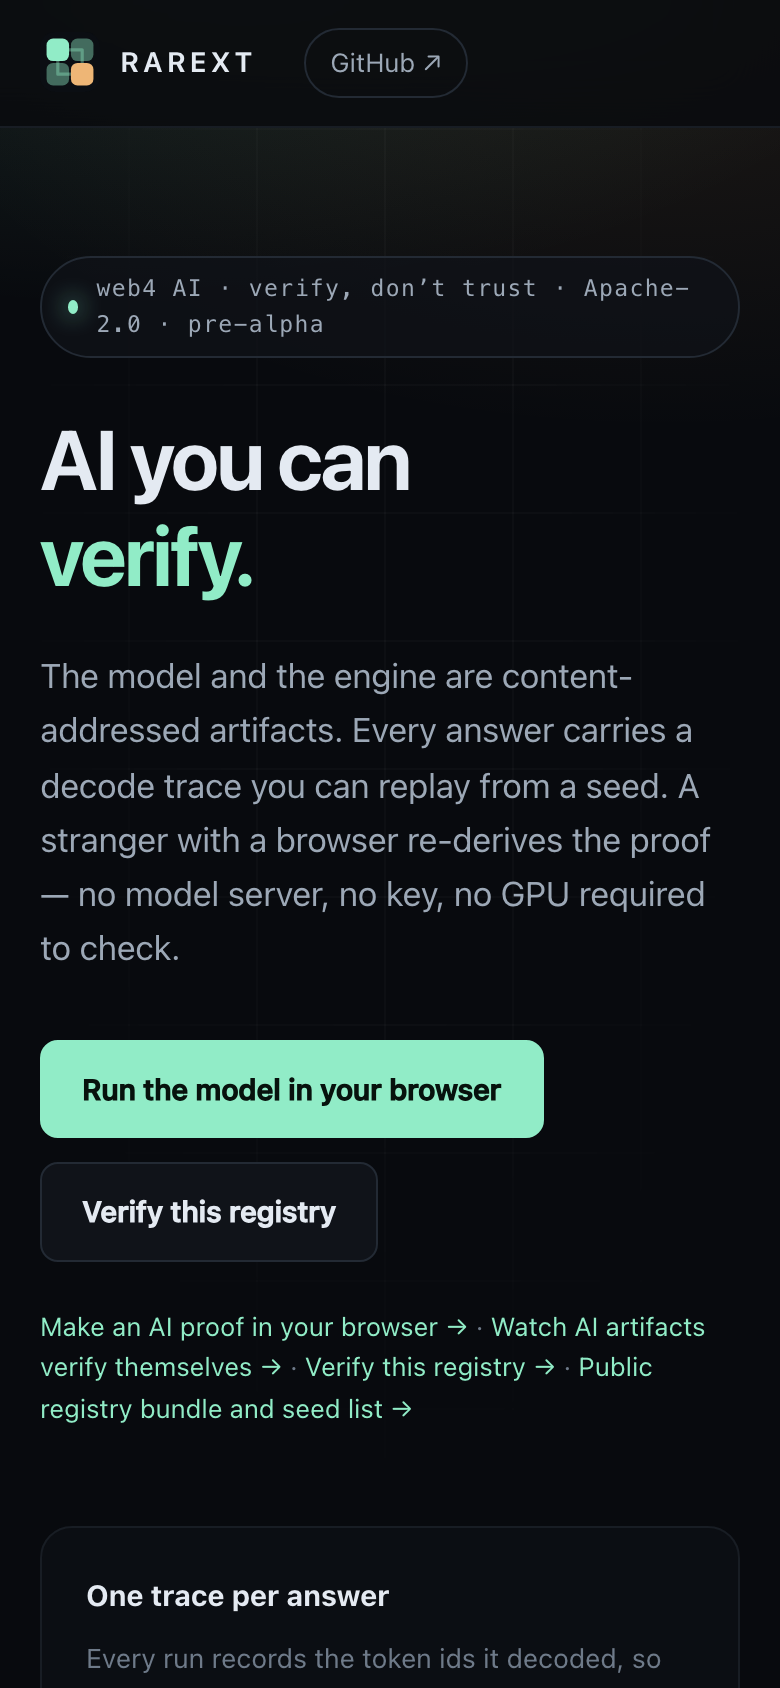 RAREXT
GitHub ↗
web4 AI · verify, don’t trust · Apache-
2.0 · pre-alpha
AI you can
verify.
The model and the engine are content-
addressed artifacts. Every answer carries a
decode trace you can replay from a seed. A
stranger with a browser re-derives the proof
— no model server, no key, no GPU required
to check.
Run the model in your browser
Verify this registry
Make an AI proof in your browser → · Watch AI artifacts
verify themselves → · Verify this registry → · Public
registry bundle and seed list →
One trace per answer
Every run records the token ids it decoded, so